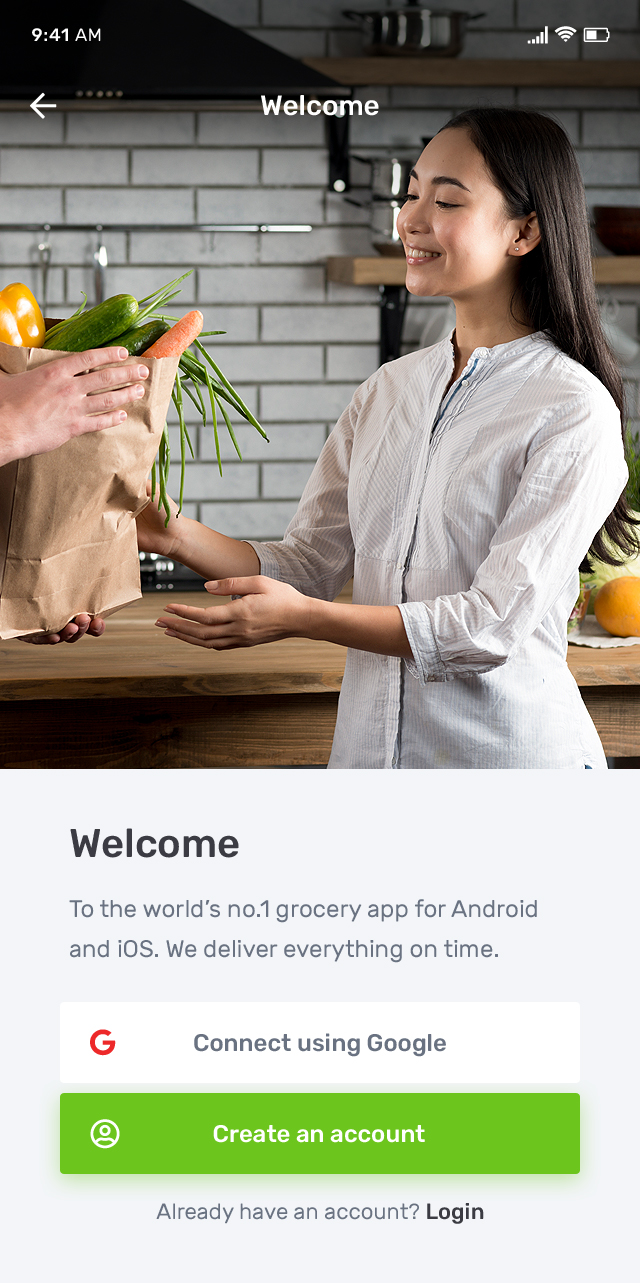 9:41 AM
Welcome
Welcome
To the world's no.1 grocery app for Android
and iOS. We deliver everything on time.
Connect using Google
Create an account
Already have an account? Login